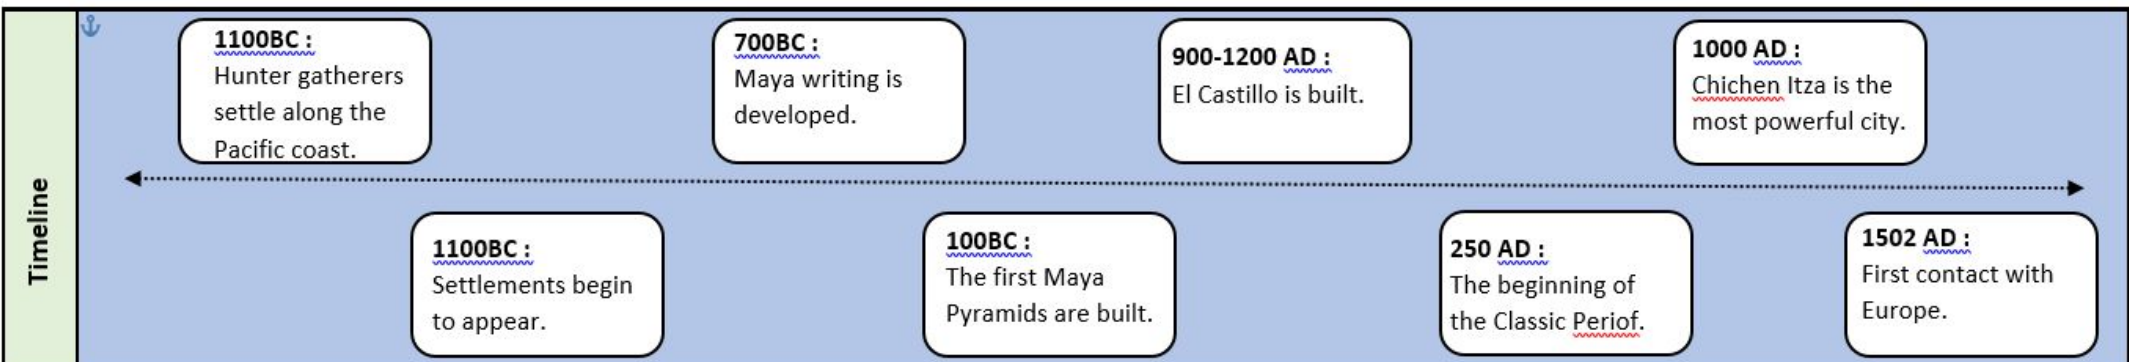 Timeline
1100BC :
Hunter gatherers
settle along the
Pacific coast.
1100BC :
Settlements begin
to appear.
700BC :
Maya writing is
developed.
100BC :
The first Maya
Pyramids are built.
900-1200 AD :
El Castillo is built.
250 AD :
The beginning of
the Classic Periof.
1000 AD :
Chichen Itza is the
most powerful city.
1502 AD :
First contact with
Europe.